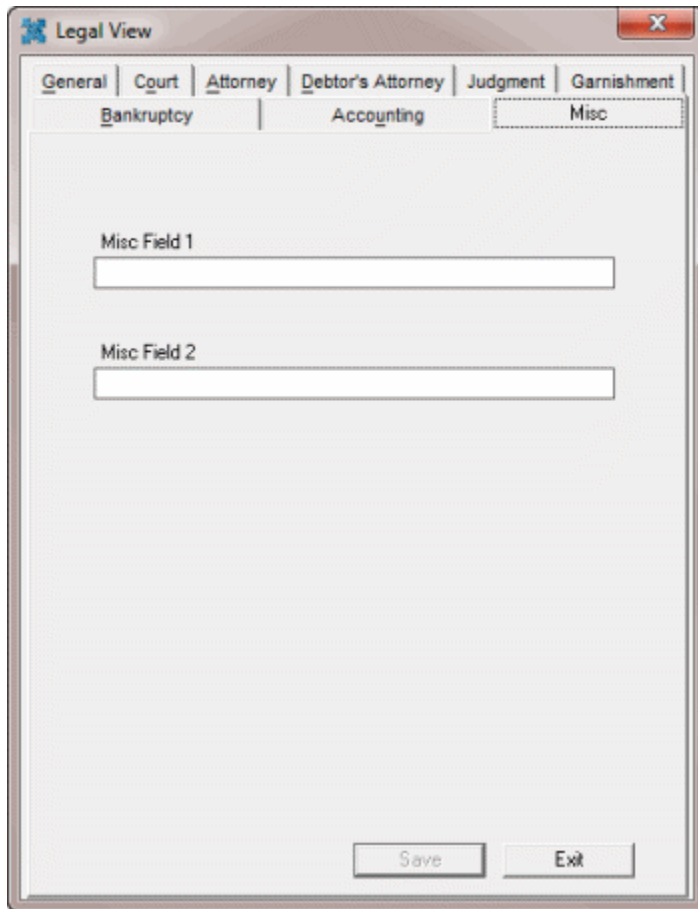 Legal View
General Court Attorney Debtor's Attorney Judgment Garnishment
Bankruptcy Accounting Misc
Misc Field 1
Misc Field 2
Save Exit